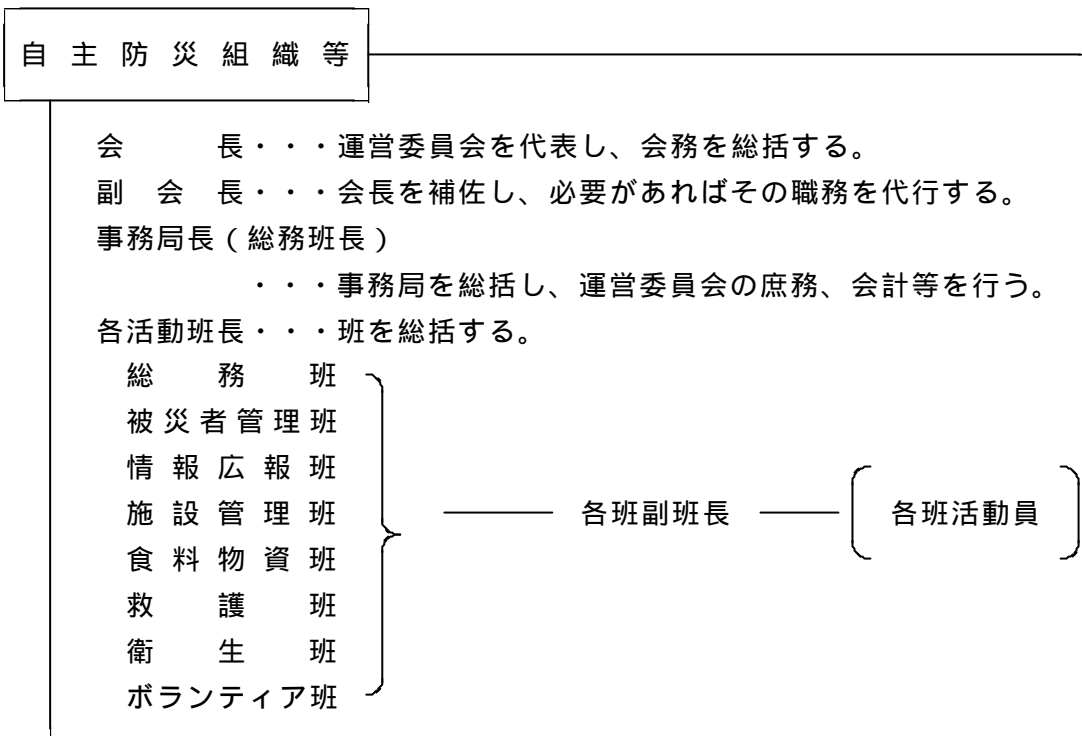 自主防災組織等
会長・・・運営委員会を代表し、会務を総括する。
副会長・・・会長を補佐し、必要があればその職務を代行する。
事務局長（総務班長）
・・・事務局を総括し、運営委員会の庶務、会計等を行う。
各活動班長・・・班を総括する。
総務班
被災者管理班
情報広報班
施設管理班
食料物資班
救護班
衛生班
ボランティア班
各班副班長
各班活動員